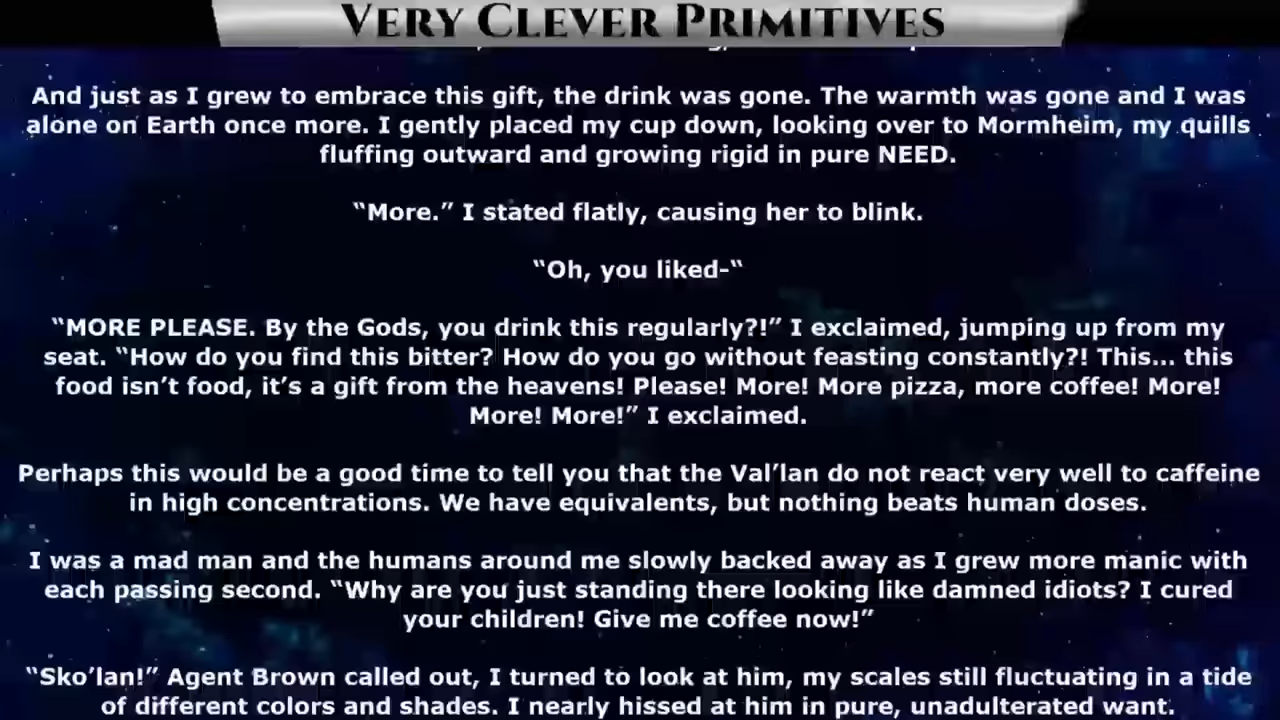 VERY CLEVER PRIMITIVES
And just as I grew to embrace this gift, the drink was gone. The warmth was gone and I was
alone on Earth once more. I gently placed my cup down, looking over to Mormheim, my quills
fluffing outward and growing rigid in pure NEED.
“More.” I stated flatly, causing her to blink.
“Oh, you liked-“
“MORE PLEASE. By the Gods, you drink this regularly?!” I exclaimed, jumping up from my
seat. “How do you find this bitter? How do you go without feasting constantly?! This... this
food isn’t food, it’s a gift from the heavens! Please! More! More pizza, more coffee! More!
More! More!” I exclaimed.
Perhaps this would be a good time to tell you that the Val’lan do not react very well to caffeine
in high concentrations. We have equivalents, but nothing beats human doses.
I was a mad man and the humans around me slowly backed away as I grew more manic with
each passing second. “Why are you just standing there looking like damned idiots? I cured
your children! Give me coffee now!”
“Sko’lan!” Agent Brown called out, I turned to look at him, my scales still fluctuating in a tide
of different colors and shades. I nearly hissed at him in pure, unadulterated want.